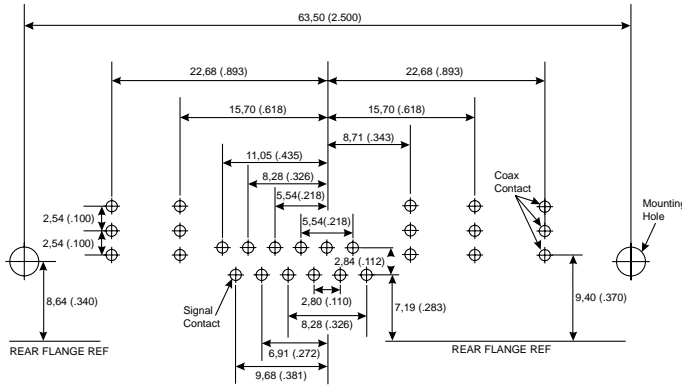 63,50 (2.500)
22,68 (.893)
22,68 (.893)
15,70 (.618)
15,70 (.618)
8,71 (.343)
11,05 (.435)
8,28 (.326)
5,54(.218)
5,54(.218)
Coax
Contact
Mounting
Hole
2,54 (.100)
2,54 (.100)
2,84 (.112)
8,64 (.340)
Signal
Contact
2,80 (.110)
8,28 (.326)
7,19 (.283)
9,40 (.370)
REAR FLANGE REF
REAR FLANGE REF
6,91 (.272)
9,68 (.381)